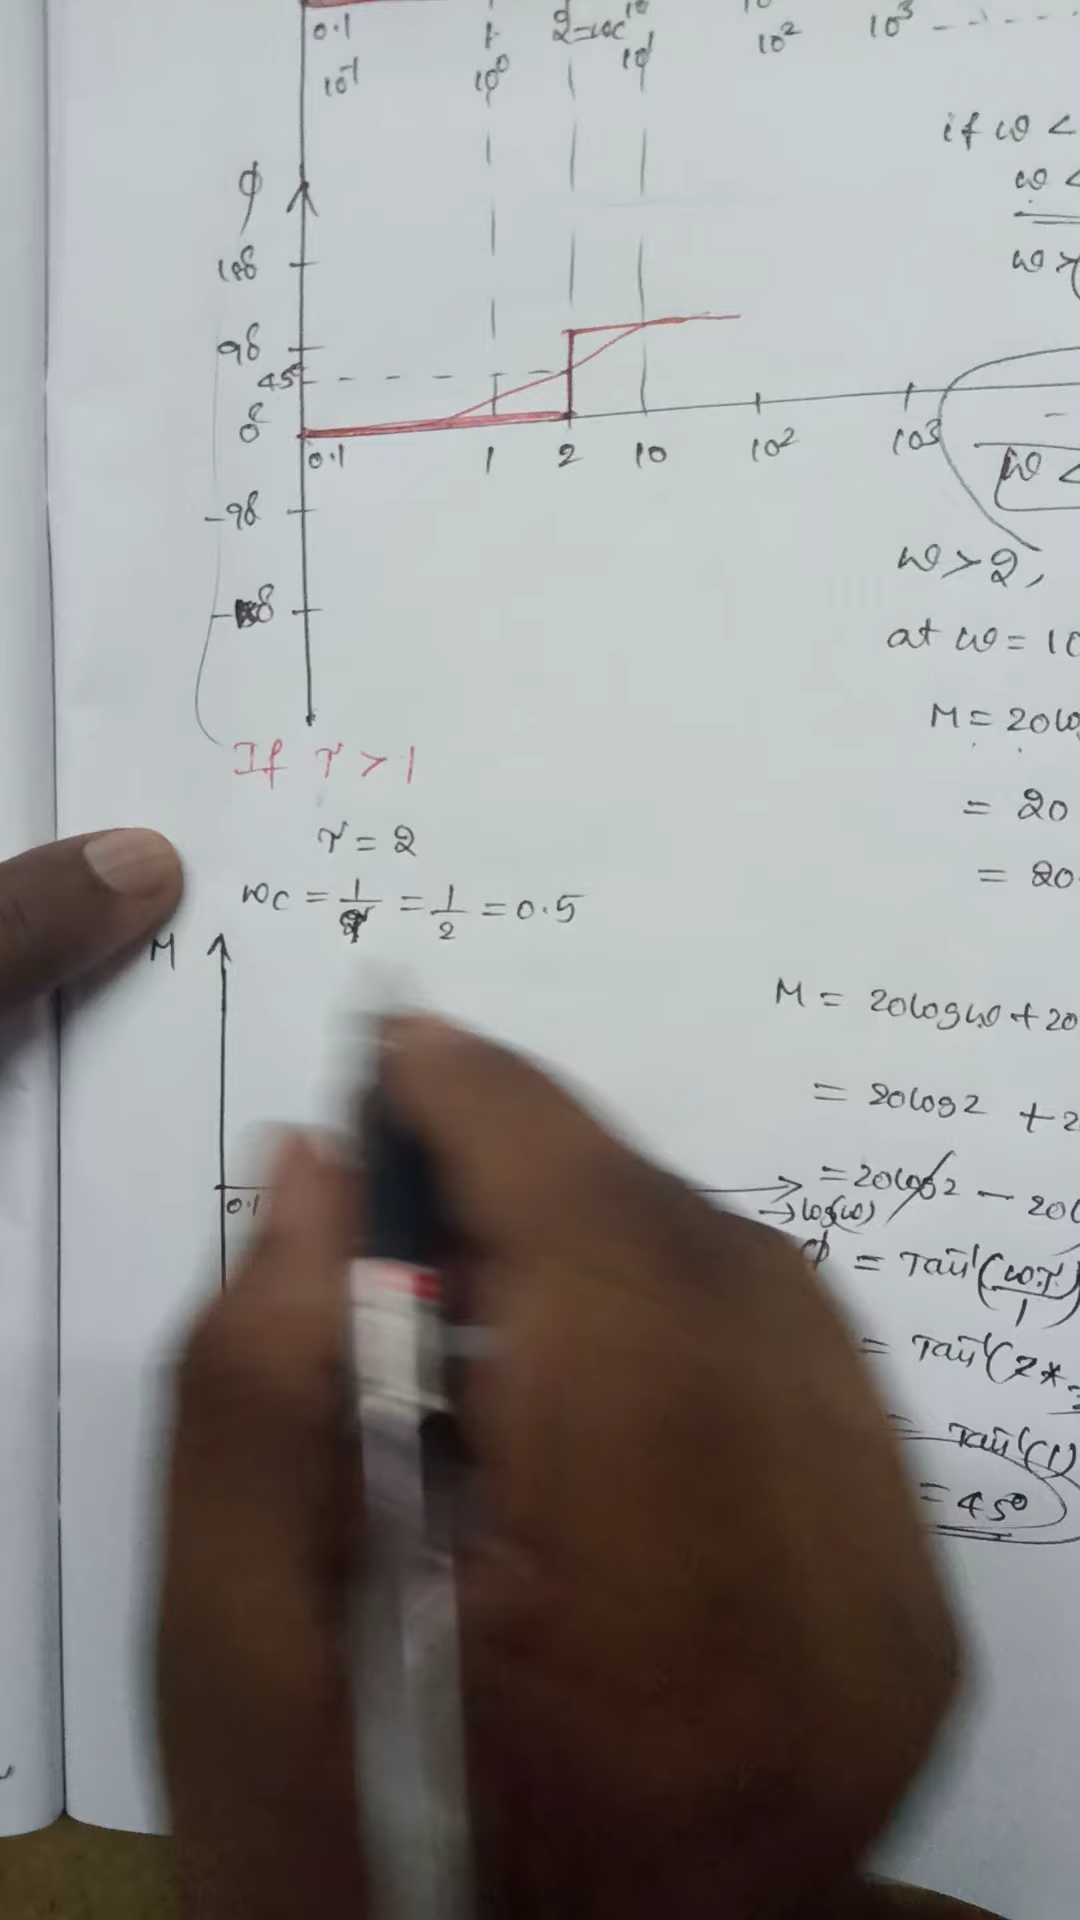 0.1 1 2=ωc 10
10⁻¹ 10⁰ 10¹ 10² 10³ - - - -
if ω <
ω <
ω >
ϕ
180°
90°
45°
0°
0.1 1 2 10 10² 10³
-90°
ω <
ω > 2,
at ω = 10
M = 20lo
= 20
= 20
If τ > 1
τ = 2
ωc = 1/τ = 1/2 = 0.5
M
M = 20logω + 20
= 20log2 + 2
= 20log2 - 20l
0.1
→ log(ω)
ϕ = Tan⁻¹(ω.τ/1)
= Tan⁻¹(2*
= Tan⁻¹(1)
= 45°